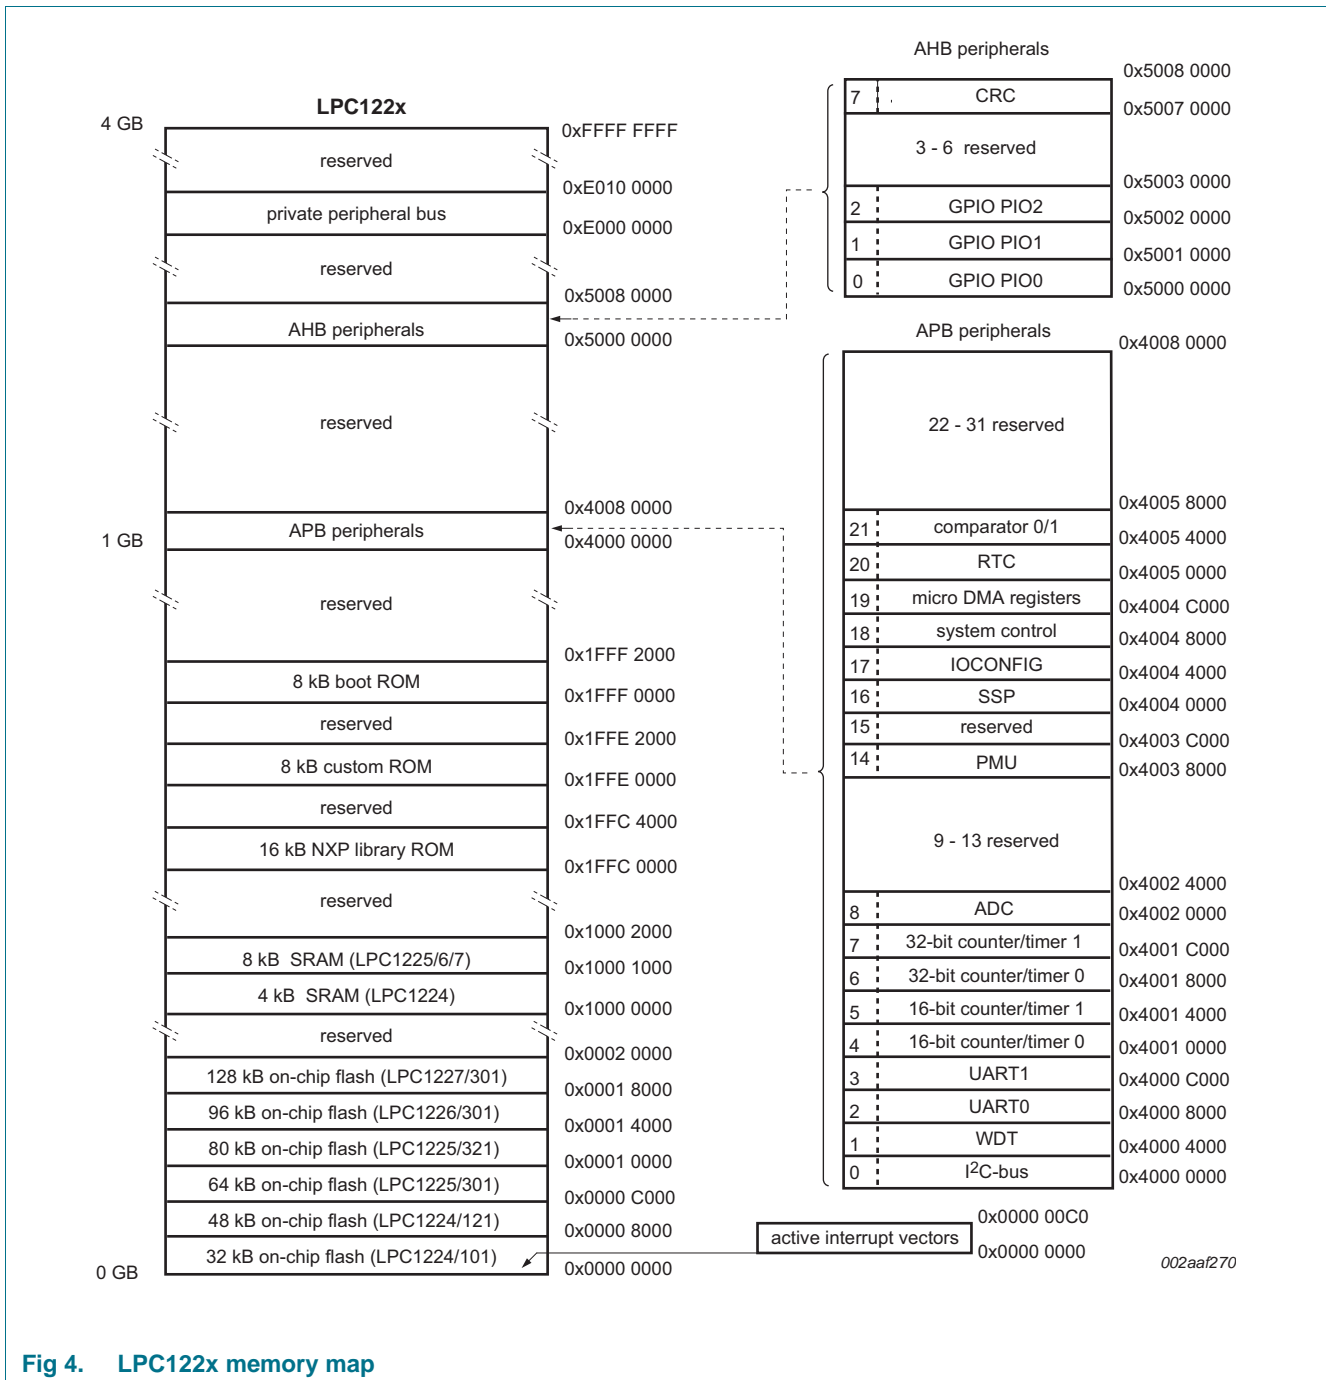 LPC122x
4 GB
0xFFFF FFFF
reserved
0xE010 0000
private peripheral bus
0xE000 0000
reserved
0x5008 0000
AHB peripherals
0x5000 0000
reserved
0x4008 0000
APB peripherals
1 GB
0x4000 0000
reserved
0x1FFF 2000
8 kB boot ROM
0x1FFF 0000
reserved
0x1FFE 2000
8 kB custom ROM
0x1FFE 0000
reserved
0x1FFC 4000
16 kB NXP library ROM
0x1FFC 0000
reserved
0x1000 2000
8 kB SRAM (LPC1225/6/7)
0x1000 1000
4 kB SRAM (LPC1224)
0x1000 0000
reserved
0x0002 0000
128 kB on-chip flash (LPC1227/301)
0x0001 8000
96 kB on-chip flash (LPC1226/301)
0x0001 4000
80 kB on-chip flash (LPC1225/321)
0x0001 0000
64 kB on-chip flash (LPC1225/301)
0x0000 C000
48 kB on-chip flash (LPC1224/121)
0x0000 8000
32 kB on-chip flash (LPC1224/101)
0 GB
0x0000 0000
AHB peripherals
0x5008 0000
7 CRC
0x5007 0000
3 - 6 reserved
0x5003 0000
2 GPIO PIO2
0x5002 0000
1 GPIO PIO1
0x5001 0000
0 GPIO PIO0
0x5000 0000
APB peripherals
0x4008 0000
22 - 31 reserved
0x4005 8000
21 comparator 0/1
0x4005 4000
20 RTC
0x4005 0000
19 micro DMA registers
0x4004 C000
18 system control
0x4004 8000
17 IOCONFIG
0x4004 4000
16 SSP
0x4004 0000
15 reserved
0x4003 C000
14 PMU
0x4003 8000
9 - 13 reserved
0x4002 4000
8 ADC
0x4002 0000
7 32-bit counter/timer 1
0x4001 C000
6 32-bit counter/timer 0
0x4001 8000
5 16-bit counter/timer 1
0x4001 4000
4 16-bit counter/timer 0
0x4001 0000
3 UART1
0x4000 C000
2 UART0
0x4000 8000
1 WDT
0x4000 4000
0 I2C-bus
0x4000 0000
0x0000 00C0
active interrupt vectors
0x0000 0000
002aaf270
Fig 4. LPC122x memory map